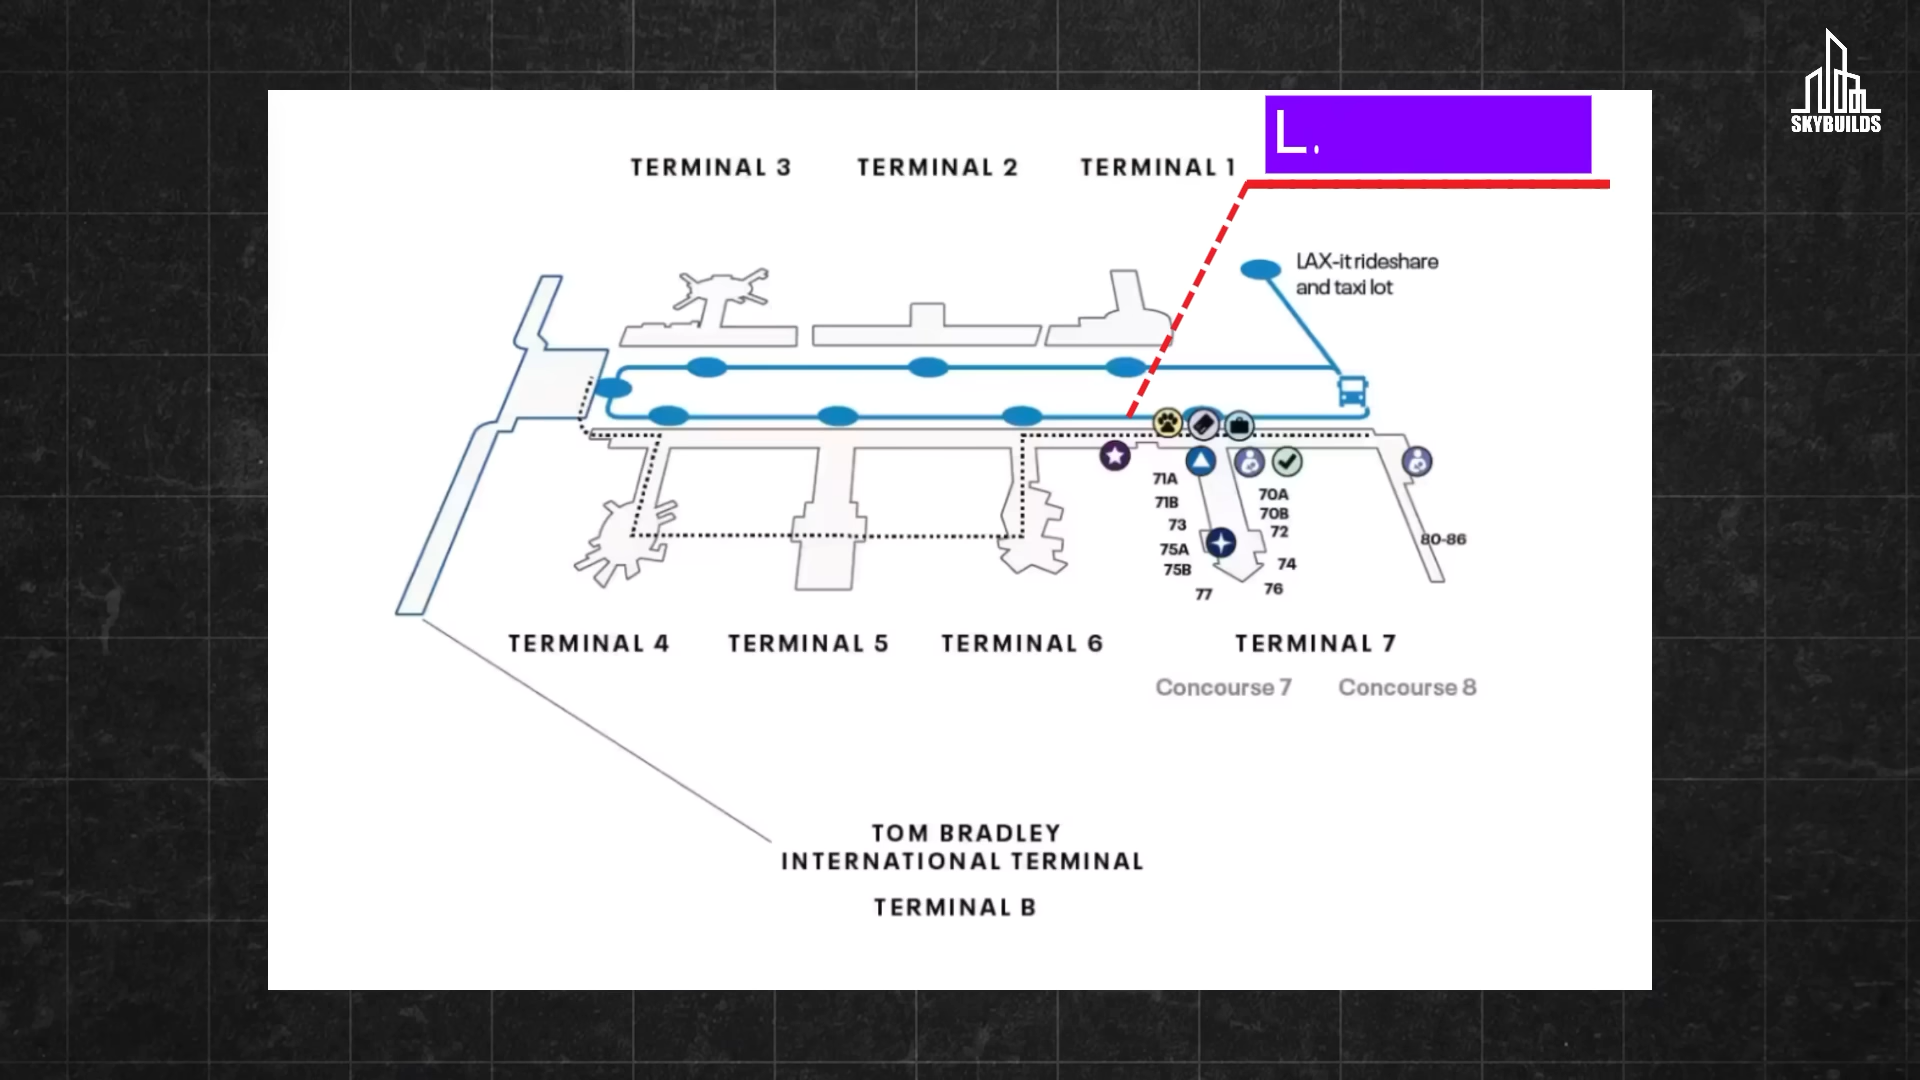 SKYBUILDS
L.
TERMINAL 3
TERMINAL 2
TERMINAL 1
LAX-it rideshare
and taxi lot
71A
71B
73
75A
75B
77
70A
70B
72
74
76
80-86
TERMINAL 4
TERMINAL 5
TERMINAL 6
TERMINAL 7
Concourse 7
Concourse 8
TOM BRADLEY
INTERNATIONAL TERMINAL
TERMINAL B